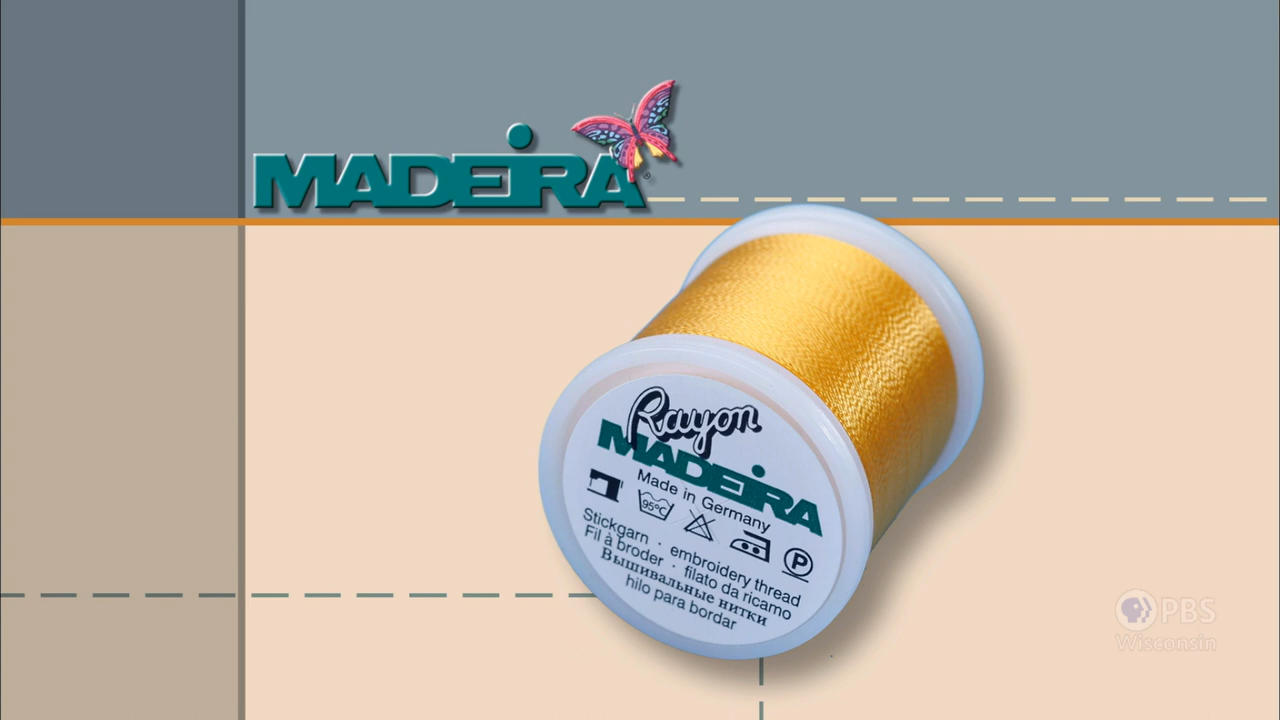 MADEIRA
®
Rayon
MADEIRA
Made in Germany
95°C
P
Stickgarn . embroidery thread
Fil à broder · filato da ricamo
Вышивальные нитки
hilo para bordar
PBS
Wisconsin